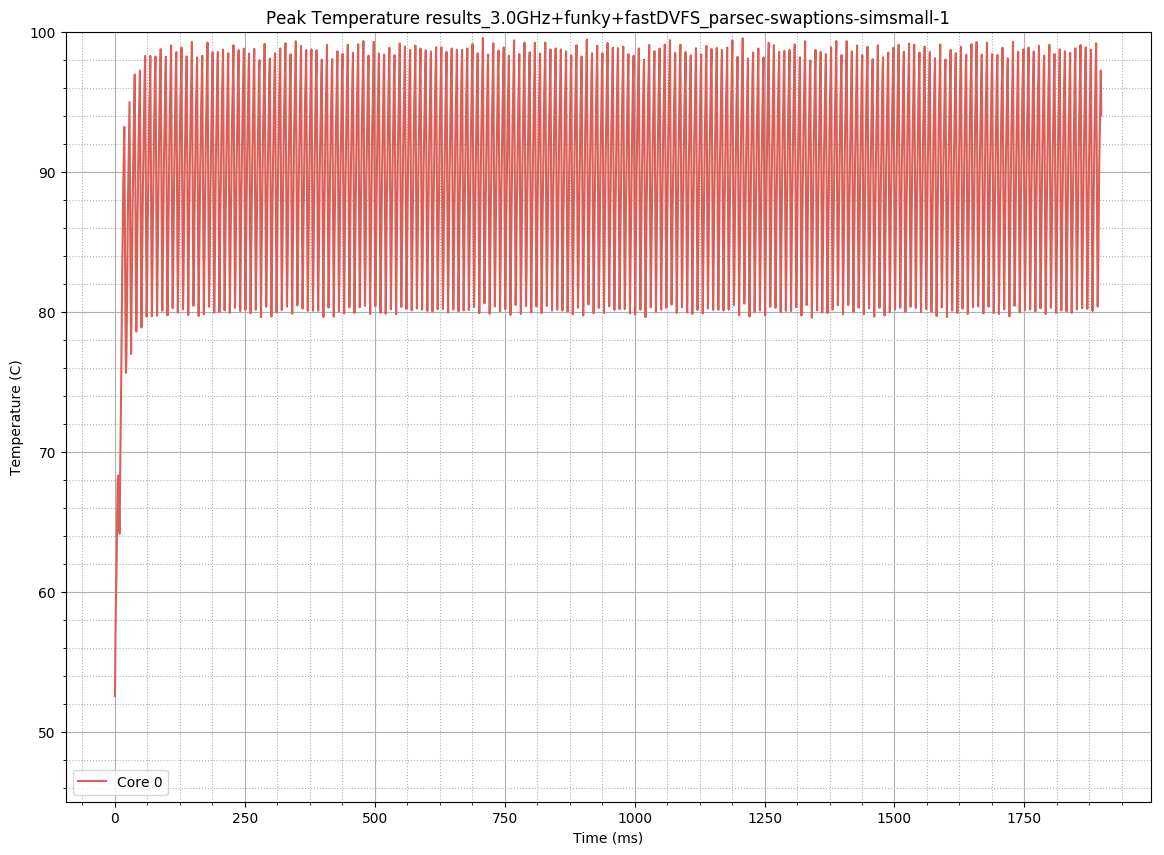 Peak Temperature results_3.0GHz+funky+fastDVFS_parsec-swaptions-simsmall-1
100
90
80
70
60
50
Temperature (C)
Core 0
0 250 500 750 1000 1250 1500 1750
Time (ms)